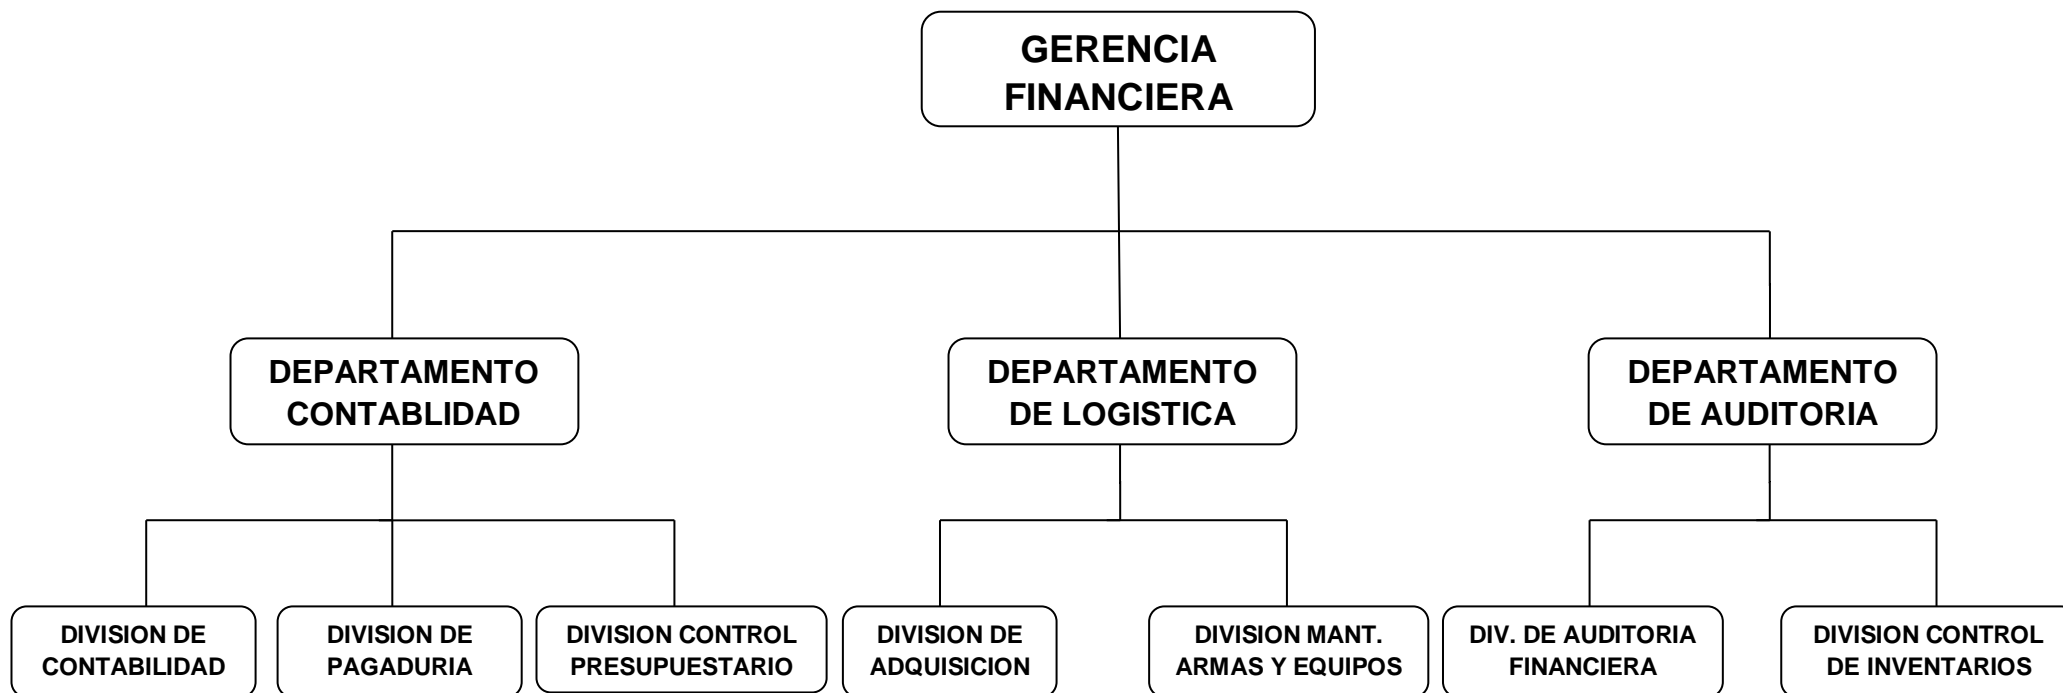 GERENCIA
FINANCIERA
DEPARTAMENTO
CONTABLIDAD
DEPARTAMENTO
DE LOGISTICA
DEPARTAMENTO
DE AUDITORIA
DIVISION DE
CONTABILIDAD
DIVISION DE
PAGADURIA
DIVISION CONTROL
PRESUPUESTARIO
DIVISION DE
ADQUISICION
DIVISION MANT.
ARMAS Y EQUIPOS
DIV. DE AUDITORIA
FINANCIERA
DIVISION CONTROL
DE INVENTARIOS